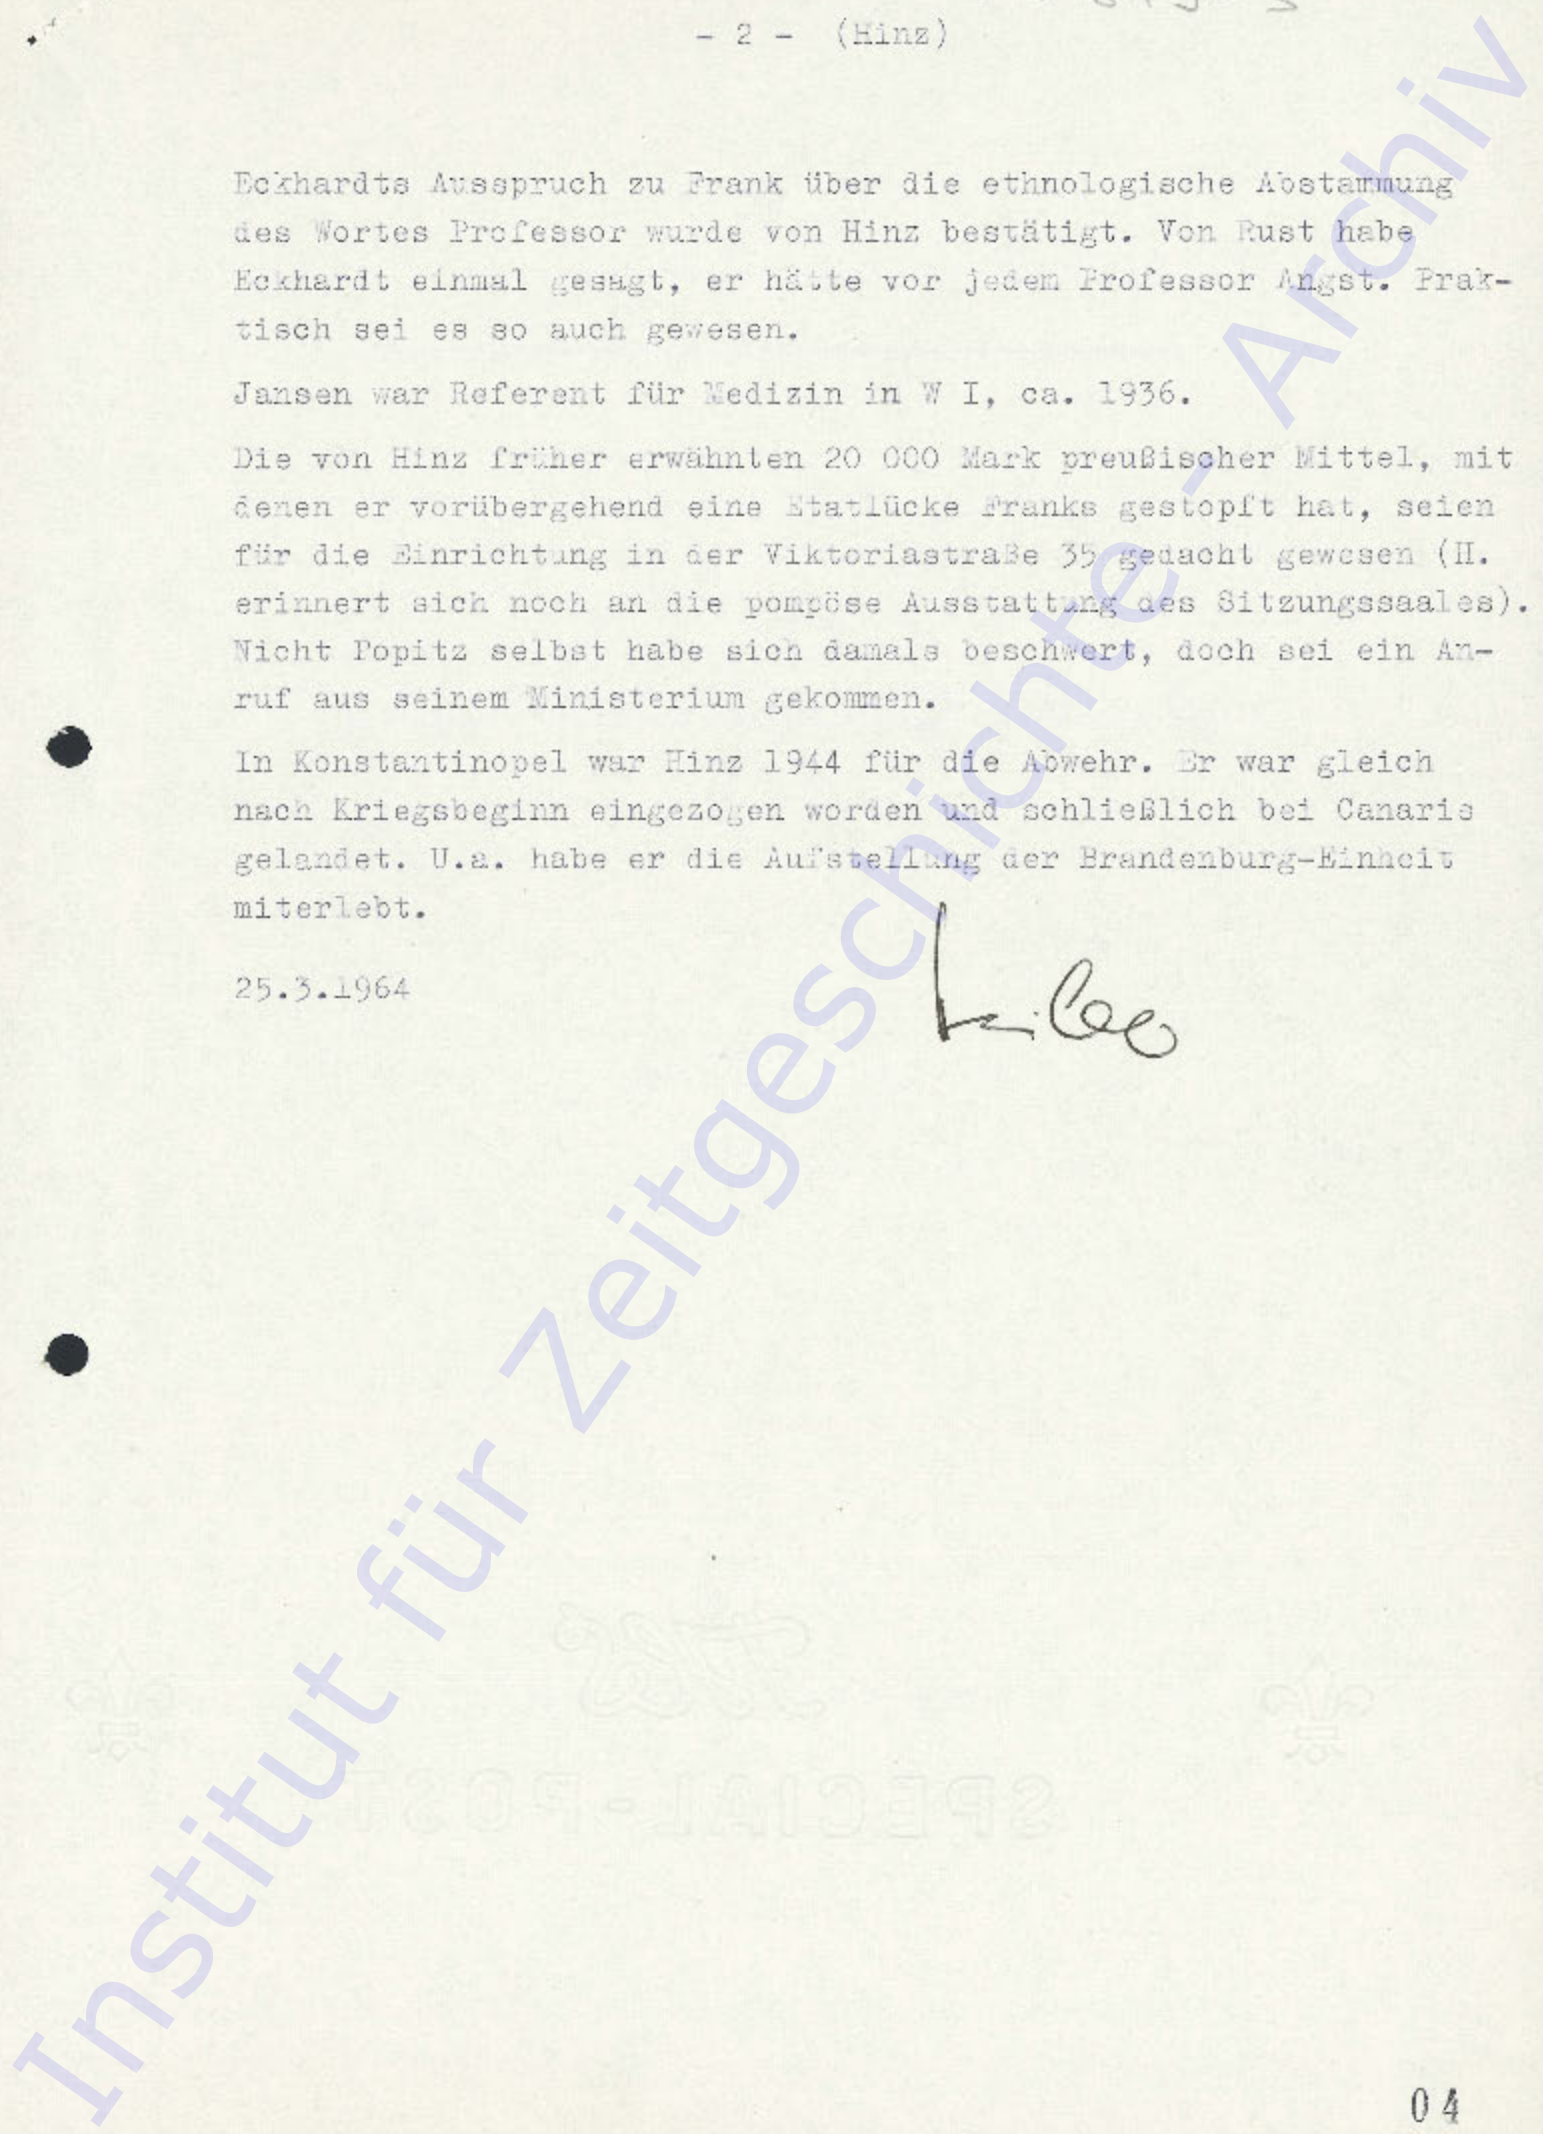 - 2 - (Hinz)
Eckhardts Ausspruch zu Frank über die ethnologische Abstammung
des Wortes Professor wurde von Hinz bestätigt. Von Rust habe
Eckhardt einmal gesagt, er hätte vor jedem Professor Angst. Prak-
tisch sei es so auch gewesen.
Jansen war Referent für Medizin in W I, ca. 1936.
Die von Hinz früher erwähnten 20 000 Mark preußischer Mittel, mit
denen er vorübergehend eine Etatlücke Franks gestopft hat, seien
für die Einrichtung in der Viktoriastraße 35 gedacht gewesen (H.
erinnert sich noch an die pompöse Ausstattung des Sitzungssaales).
Nicht Popitz selbst habe sich damals beschwert, doch sei ein An-
ruf aus seinem Ministerium gekommen.
In Konstantinopel war Hinz 1944 für die Abwehr. Er war gleich
nach Kriegsbeginn eingezogen worden und schließlich bei Canaris
gelandet. U.a. habe er die Aufstellung der Brandenburg-Einheit
miterlebt.
25.3.1964
SPECIAL-POST
04
Institut für Zeitgeschichte - Archiv